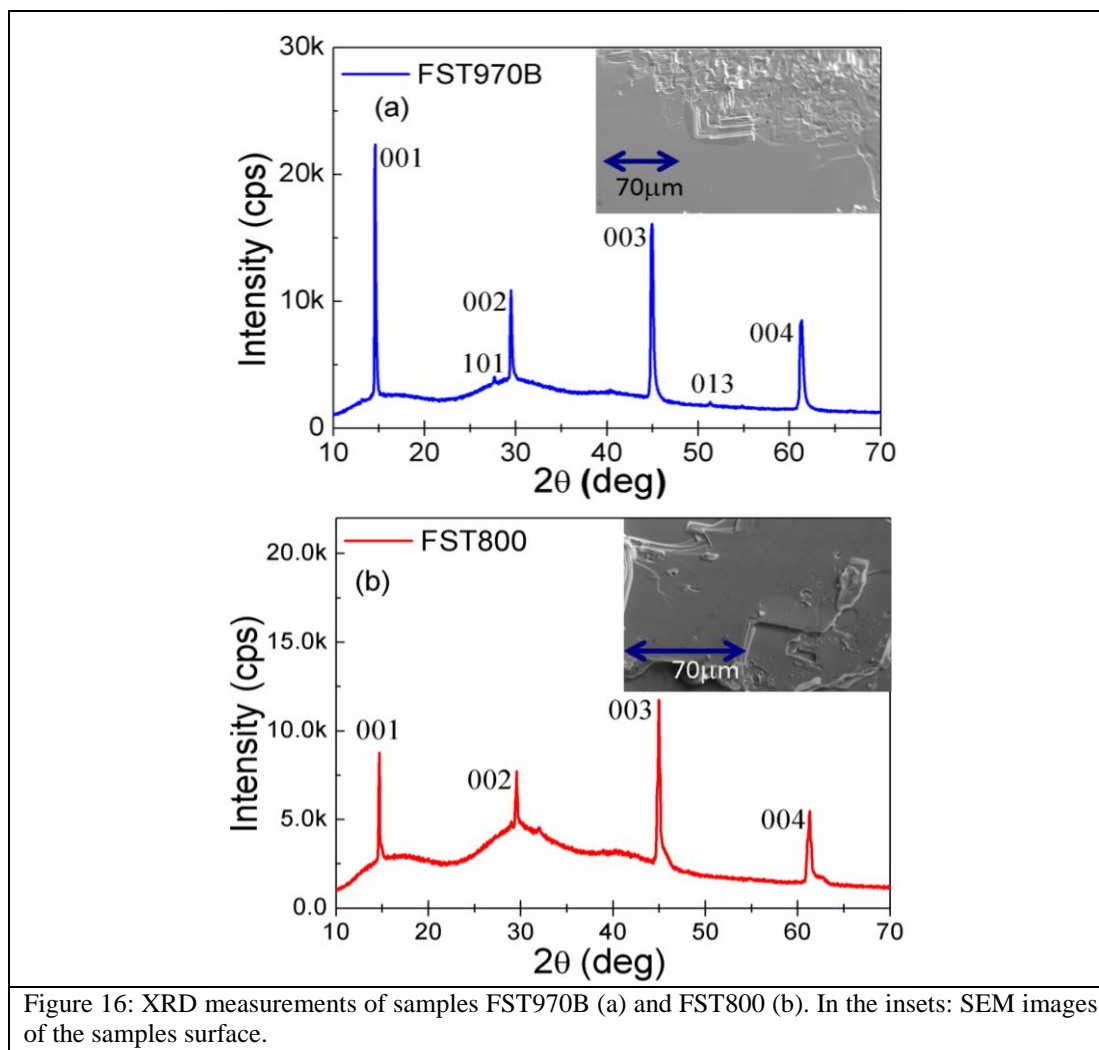 30k
FST970B
(a)
001
20k
70μm
003
Intensity (cps)
002
10k
004
101
013
0
10 20 30 40 50 60 70
2θ (deg)
FST800
20.0k
(b)
15.0k
70μm
003
Intensity (cps)
10.0k
001
002
004
5.0k
0.0
10 20 30 40 50 60 70
2θ (deg)
Figure 16: XRD measurements of samples FST970B (a) and FST800 (b). In the insets: SEM images
of the samples surface.